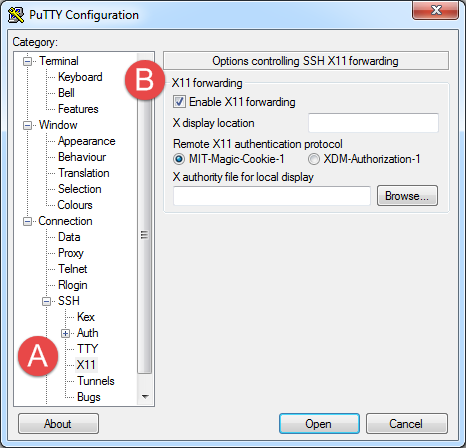 PuTTY Configuration
Category:
Terminal
Keyboard
Bell
Features
Window
Appearance
Behaviour
Translation
Selection
Colours
Connection
Data
Proxy
Telnet
Rlogin
SSH
Kex
Auth
TTY
X11
Tunnels
Bugs
A
B
Options controlling SSH X11 forwarding
X11 forwarding
Enable X11 forwarding
X display location
Remote X11 authentication protocol
MIT-Magic-Cookie-1 XDM-Authorization-1
X authority file for local display
Browse...
About Open Cancel